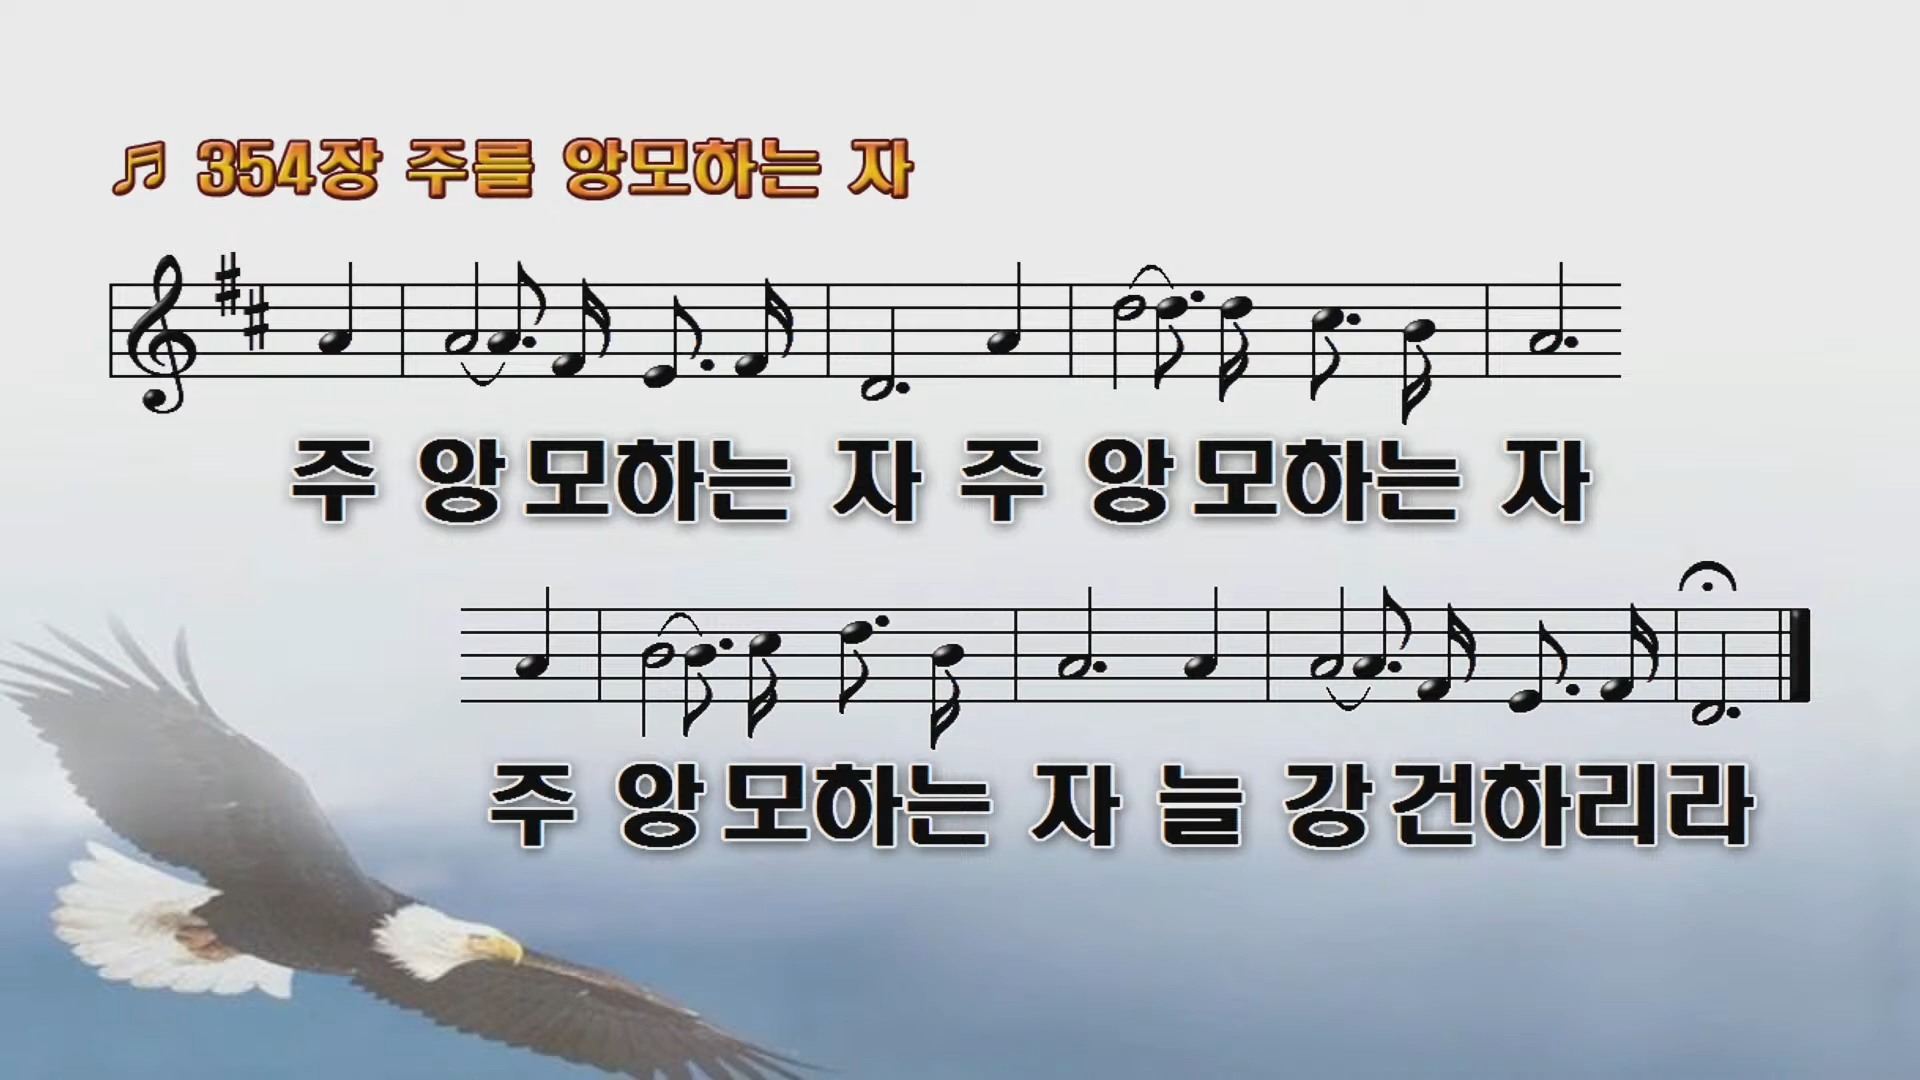 ♬ 354장 주를 앙모하는 자
주 앙모하는 자 주 앙모하는 자
주 앙모하는 자 늘 강건하리라